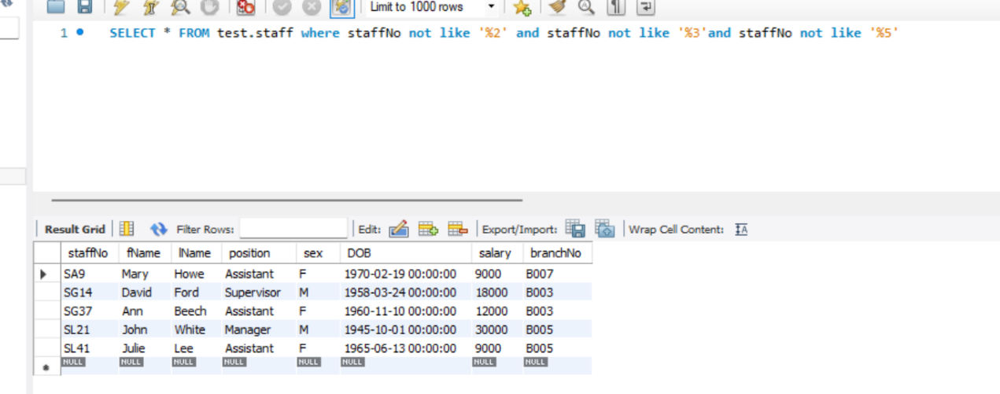 Limit to 1000 rows
1 SELECT * FROM test.staff where staffNo not like '%2' and staffNo not like '%3'and staffNo not like '%5'
Result Grid Filter Rows: Edit: Export/Import: Wrap Cell Content:
staffNo fName lName position sex DOB salary branchNo
SA9 Mary Howe Assistant F 1970-02-19 00:00:00 9000 B007
SG14 David Ford Supervisor M 1958-03-24 00:00:00 18000 B003
SG37 Ann Beech Assistant F 1960-11-10 00:00:00 12000 B003
SL21 John White Manager M 1945-10-01 00:00:00 30000 B005
SL41 Julie Lee Assistant F 1965-06-13 00:00:00 9000 B005
NULL NULL NULL NULL NULL NULL NULL NULL